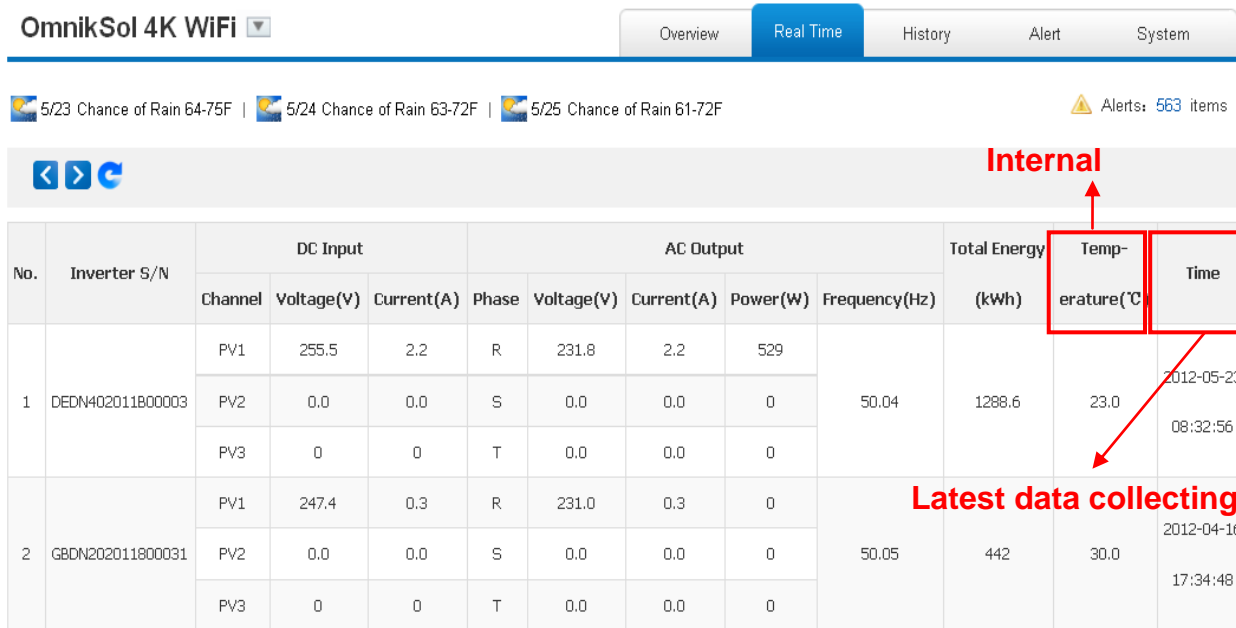 OmnikSol 4K WiFi
Overview Real Time History Alert System
5/23 Chance of Rain 64-75F | 5/24 Chance of Rain 63-72F | 5/25 Chance of Rain 61-72F Alerts: 563 items
Internal
No. Inverter S/N DC Input AC Output Total Energy (kWh) Temp-erature(℃) Time
Channel Voltage(V) Current(A) Phase Voltage(V) Current(A) Power(W) Frequency(Hz)
PV1 255.5 2.2 R 231.8 2.2 529
1 DEDN402011B00003 PV2 0.0 0.0 S 0.0 0.0 0 50.04 1288.6 23.0 2012-05-23 08:32:56
PV3 0 0 T 0.0 0.0 0
Latest data collecting
PV1 247.4 0.3 R 231.0 0.3 0
2 GBDN202011800031 PV2 0.0 0.0 S 0.0 0.0 0 50.05 442 30.0 2012-04-16 17:34:48
PV3 0 0 T 0.0 0.0 0